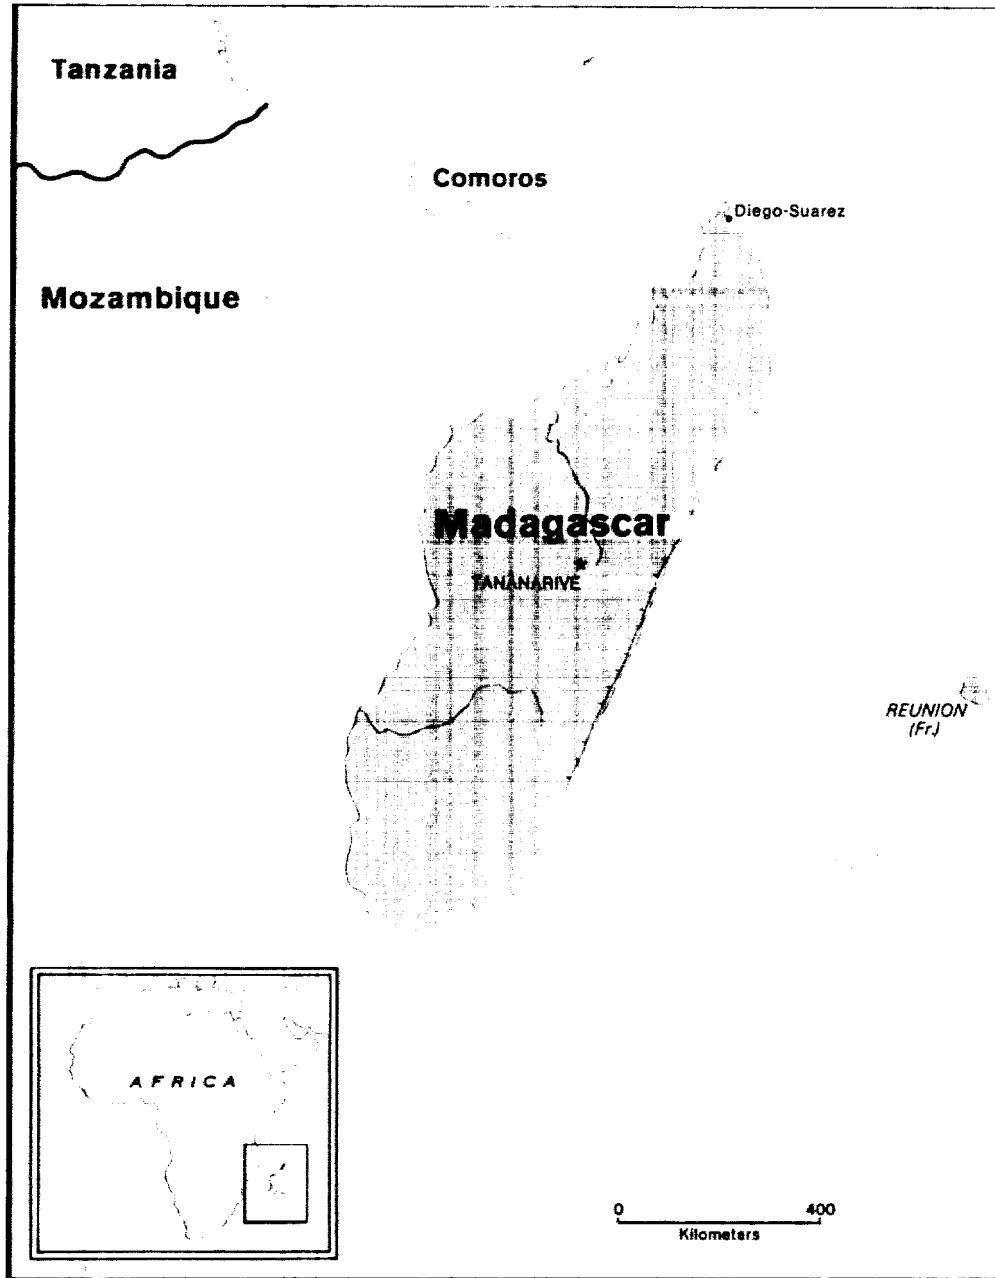 Tanzania
Comoros
Diego-Suarez
Mozambique
Madagascar
TANANARIVE
REUNION
(Fr.)
AFRICA
0 400
Kilometers